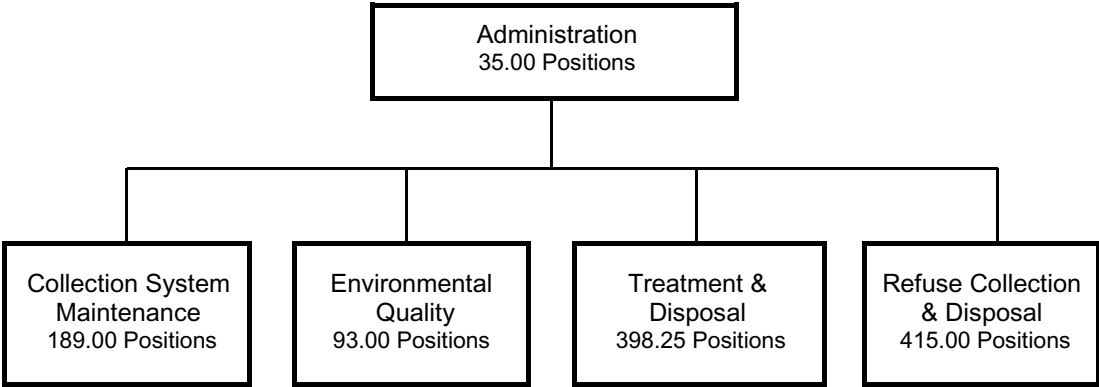 Administration
35.00 Positions
Collection System
Maintenance
189.00 Positions
Environmental
Quality
93.00 Positions
Treatment &
Disposal
398.25 Positions
Refuse Collection
& Disposal
415.00 Positions